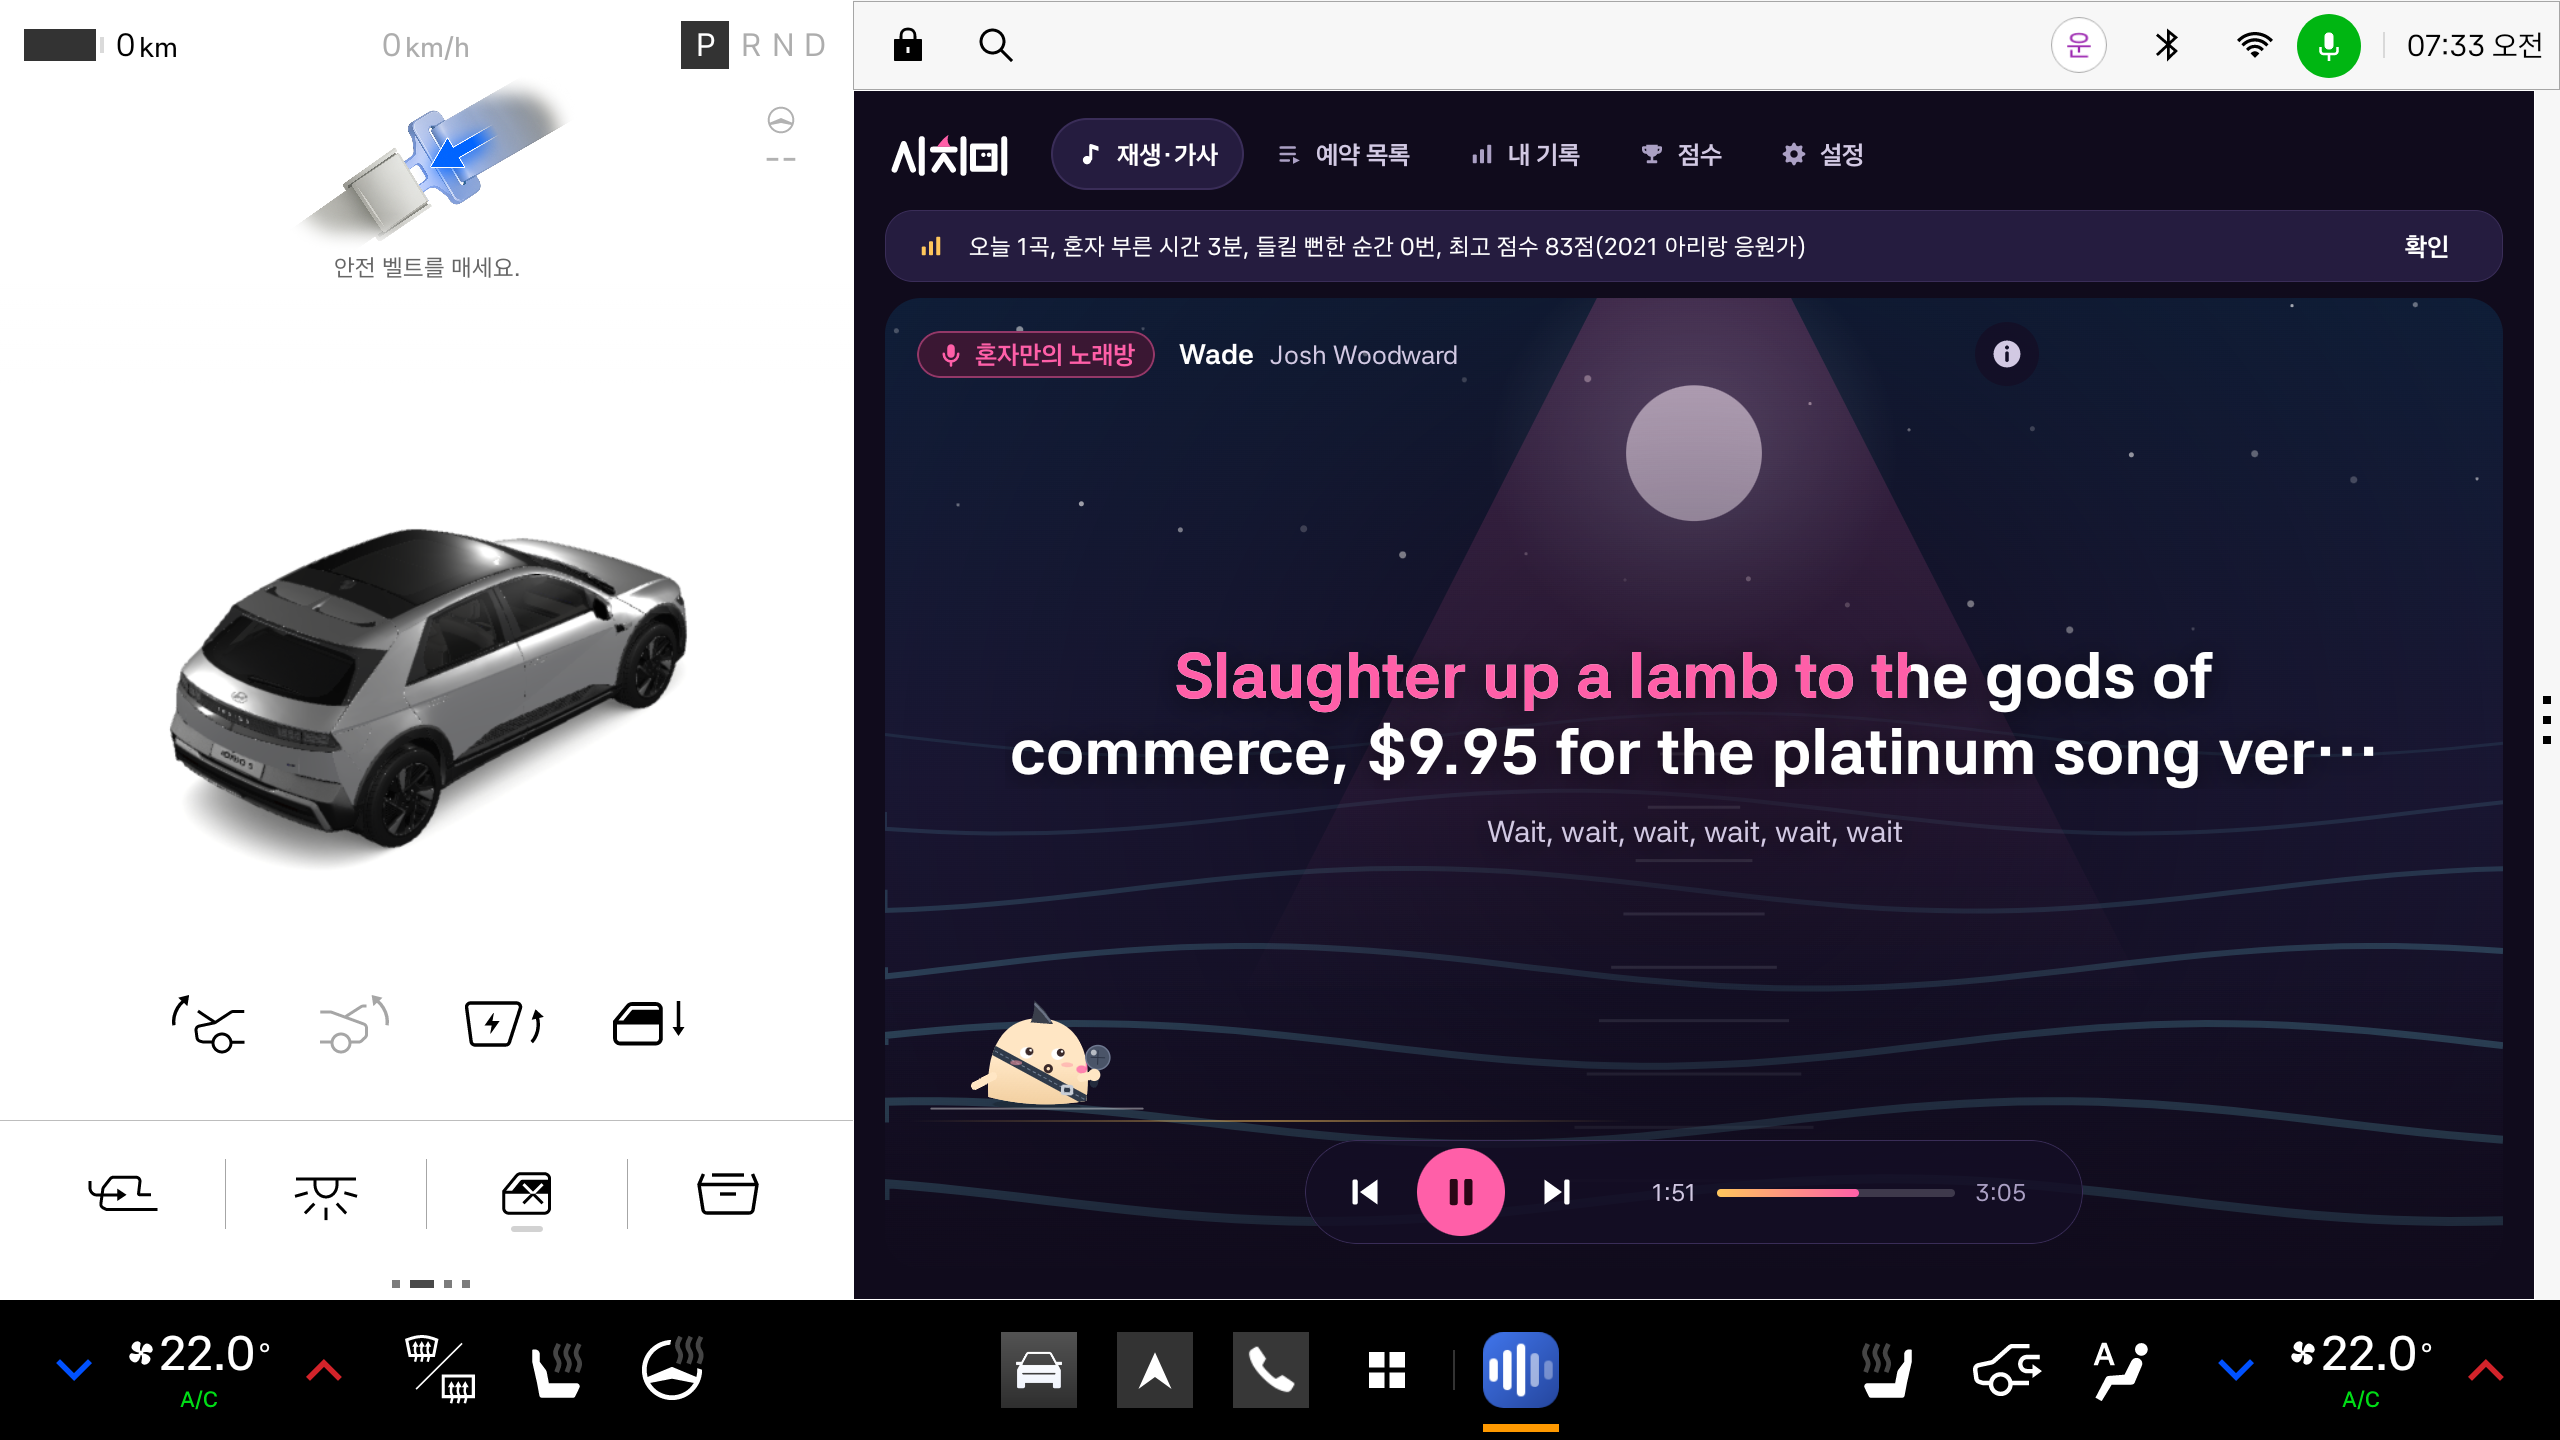 0 km
0 km/h
P R N D
운
07:33 오전
안전 벨트를 매세요.
시치미
재생·가사
예약 목록
내 기록
점수
설정
오늘 1곡, 혼자 부른 시간 3분, 들킬 뻔한 순간 0번, 최고 점수 83점(2021 아리랑 응원가)
확인
혼자만의 노래방
Wade Josh Woodward
Slaughter up a lamb to the gods of
commerce, $9.95 for the platinum song ver…
Wait, wait, wait, wait, wait, wait
1:51
3:05
22.0°
A/C
A
22.0°
A/C